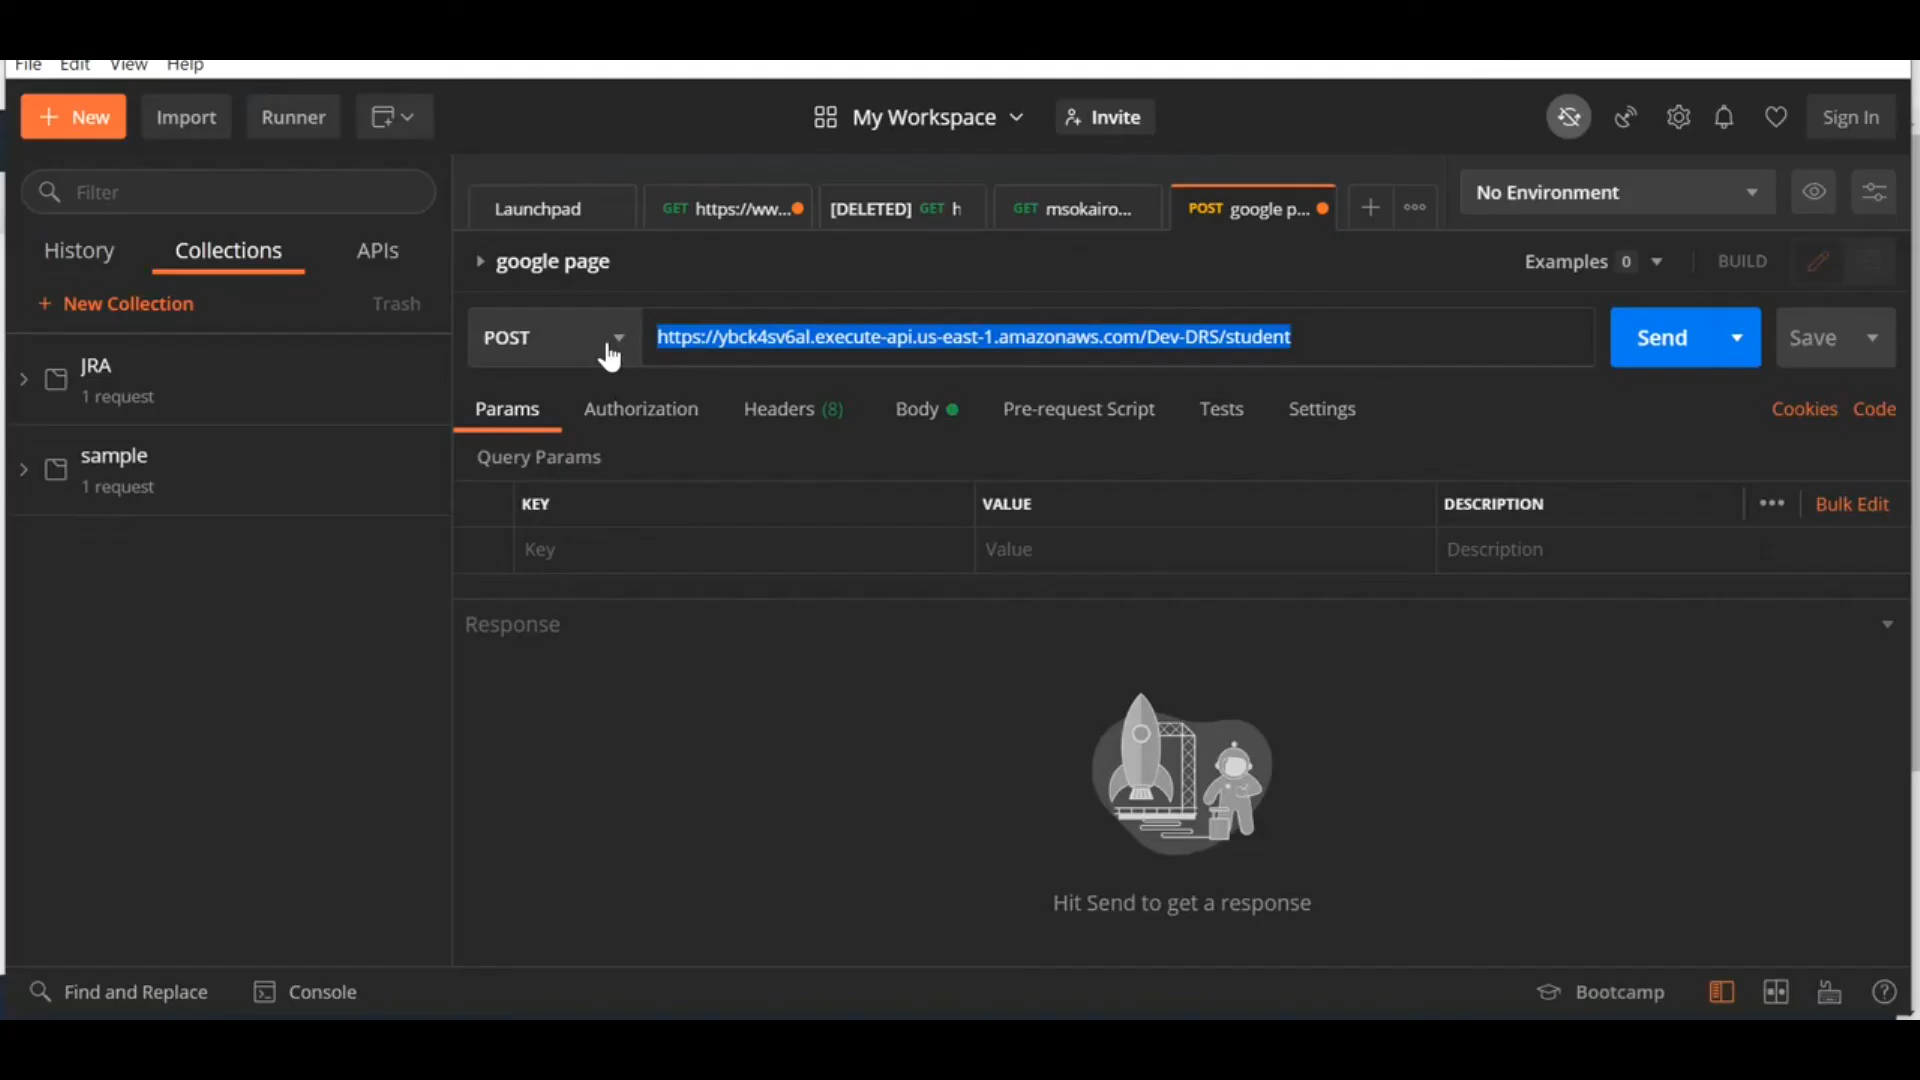 File Edit View Help
+ New Import Runner My Workspace Invite Sign In
Filter
Launchpad GET https://ww... [DELETED] GET h GET msokairo... POST google p... + ooo No Environment
History Collections APIs
google page Examples 0 BUILD
+ New Collection Trash
POST https://ybck4sv6al.execute-api.us-east-1.amazonaws.com/Dev-DRS/student Send Save
JRA
1 request
Params Authorization Headers (8) Body Pre-request Script Tests Settings Cookies Code
sample
1 request
Query Params
KEY VALUE DESCRIPTION ••• Bulk Edit
Key Value Description
Response
Hit Send to get a response
Find and Replace Console Bootcamp